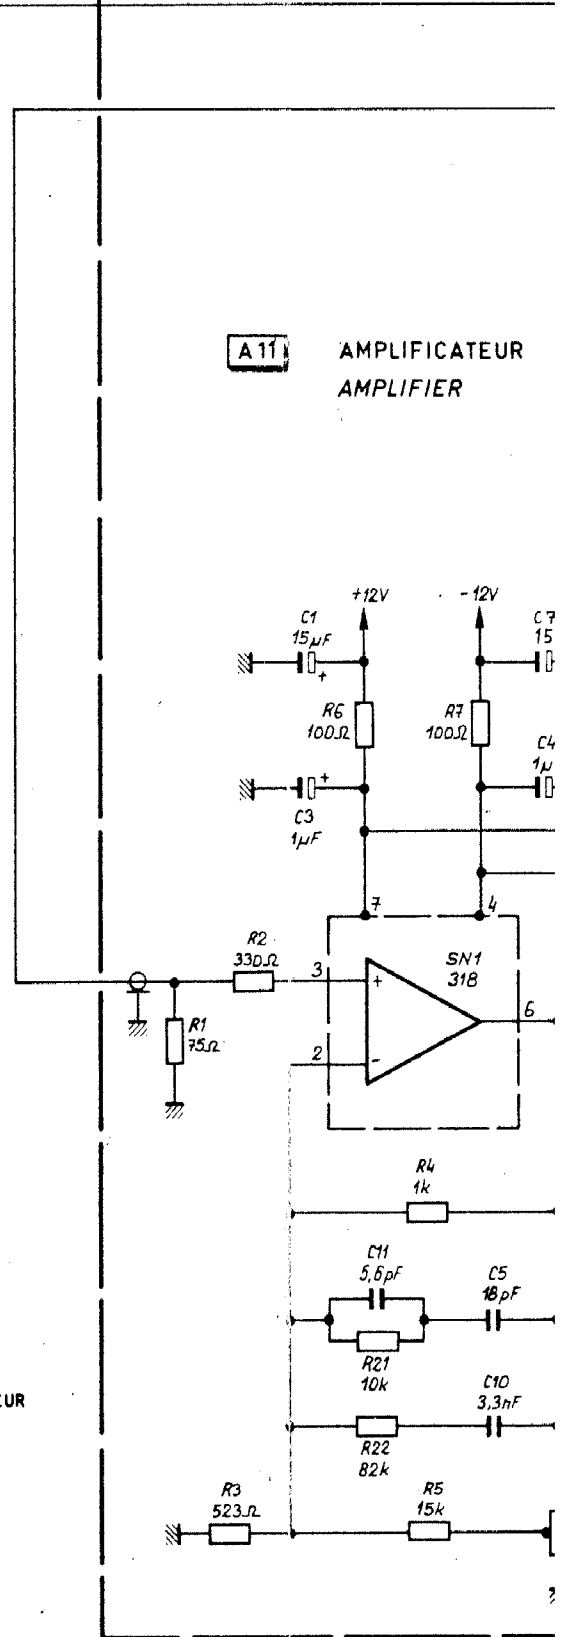 A 11 AMPLIFICATEUR
AMPLIFIER
+12V -12V
C1
15µF
+
C7
15
R6
100Ω
R7
100Ω
C4
1µ
+
C3
1µF
7 4
R2
330Ω
3
+
SN1
318
6
R1
75Ω
2
-
R4
1k
C11
5,6pF
C5
18pF
R21
10k
C10
3,3nF
EUR
R22
82k
R3
523Ω
R5
15k